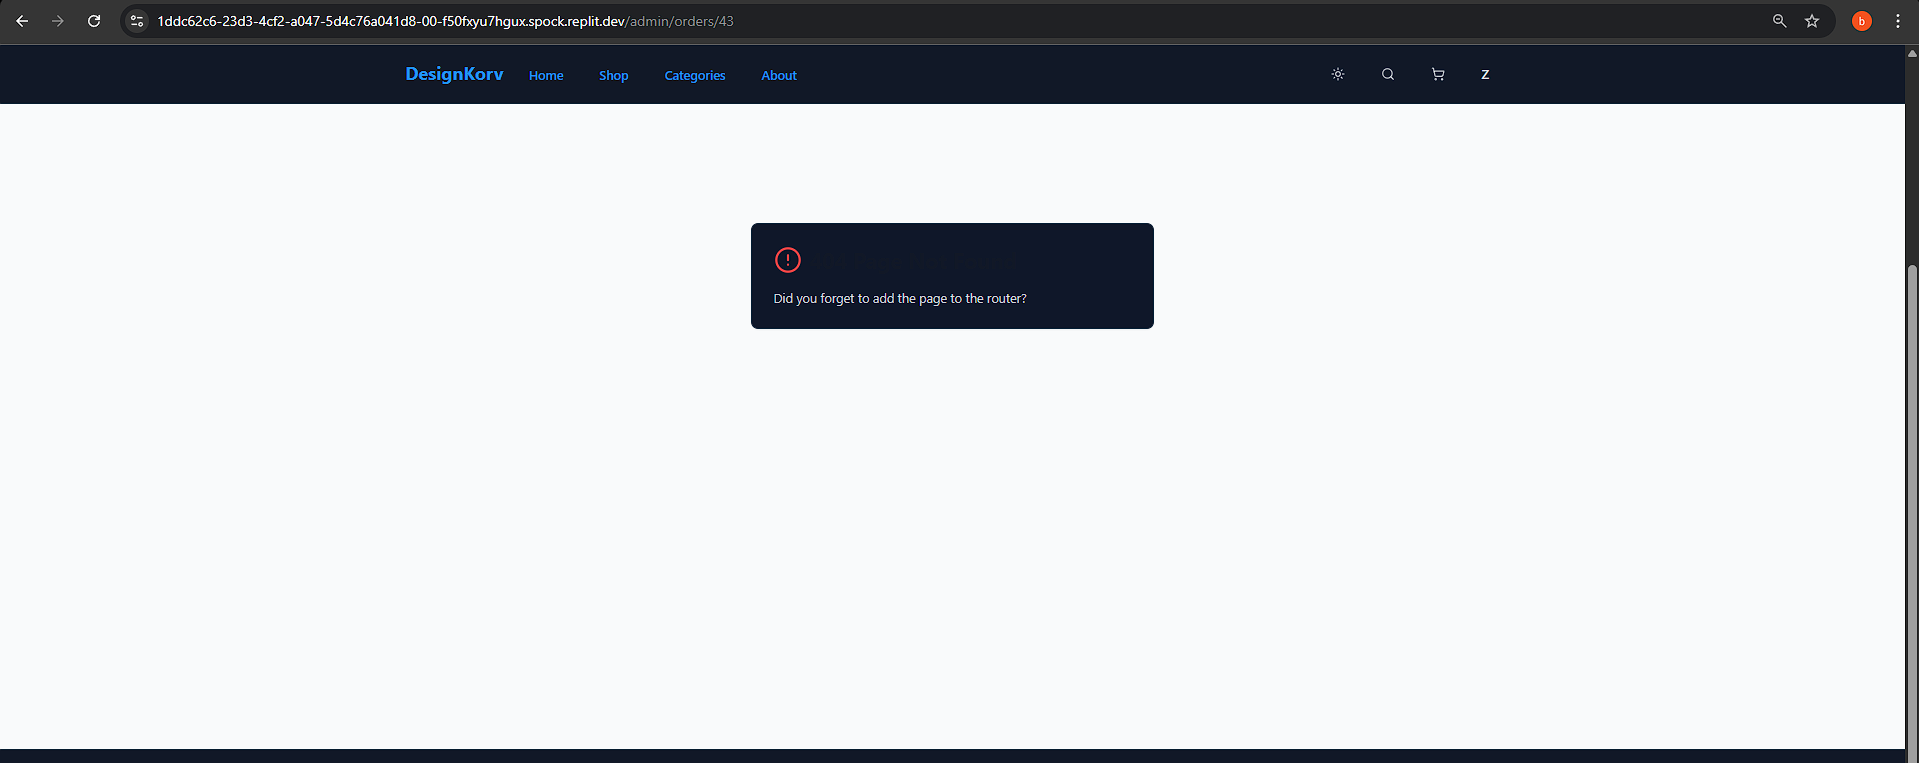 1ddc62c6-23d3-4cf2-a047-5d4c76a041d8-00-f50fxyu7hgux.spock.replit.dev/admin/orders/43
b
DesignKorv Home Shop Categories About Z
Did you forget to add the page to the router?